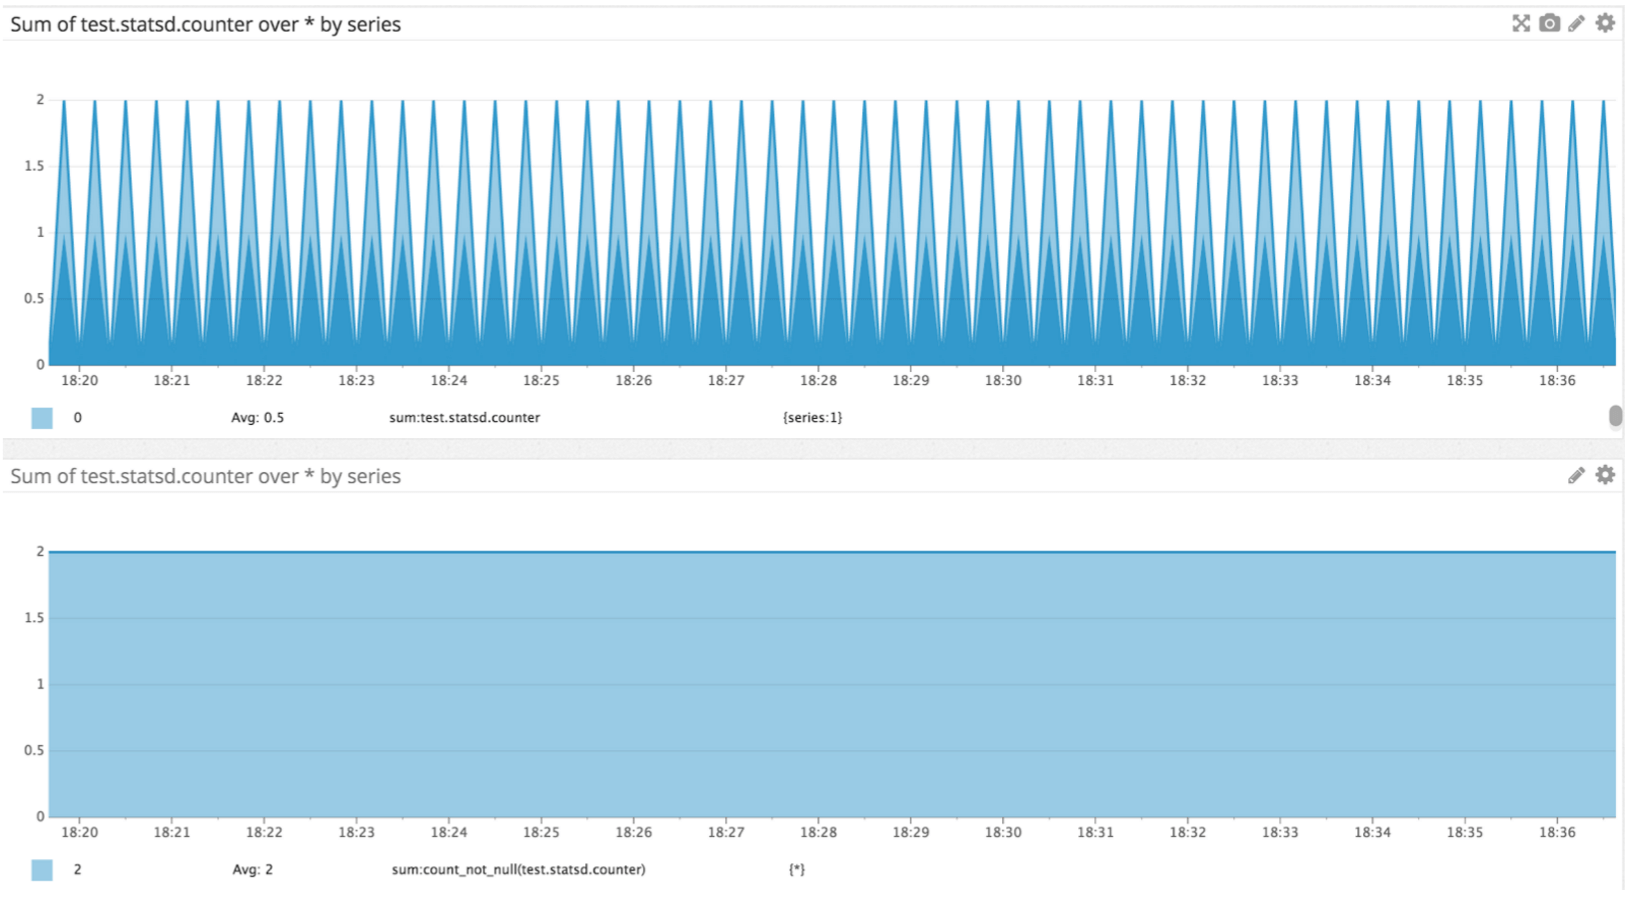 Sum of test.statsd.counter over * by series
2
1.5
1
0.5
0
18:20 18:21 18:22 18:23 18:24 18:25 18:26 18:27 18:28 18:29 18:30 18:31 18:32 18:33 18:34 18:35 18:36
0 Avg: 0.5 sum:test.statsd.counter {series:1}
Sum of test.statsd.counter over * by series
2
1.5
1
0.5
0
18:20 18:21 18:22 18:23 18:24 18:25 18:26 18:27 18:28 18:29 18:30 18:31 18:32 18:33 18:34 18:35 18:36
2 Avg: 2 sum:count_not_null(test.statsd.counter) {*}